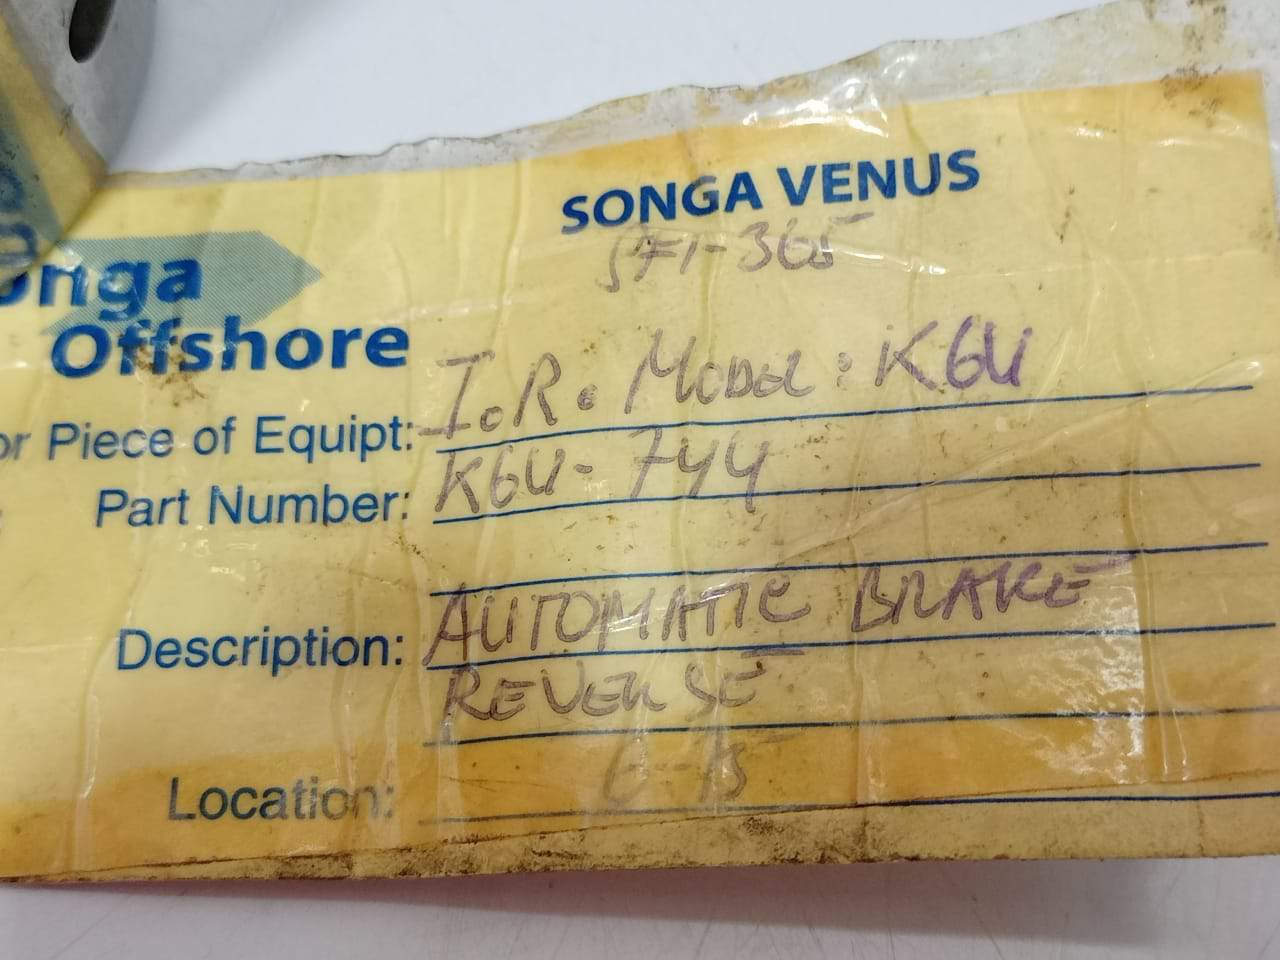 SONGA VENUS
SFI-365
onga
Offshore
or Piece of Equipt: I.R. MODEL: K6U
Part Number: K6U-744
Description: AUTOMATIC BRAKE
REVERSE
Location: